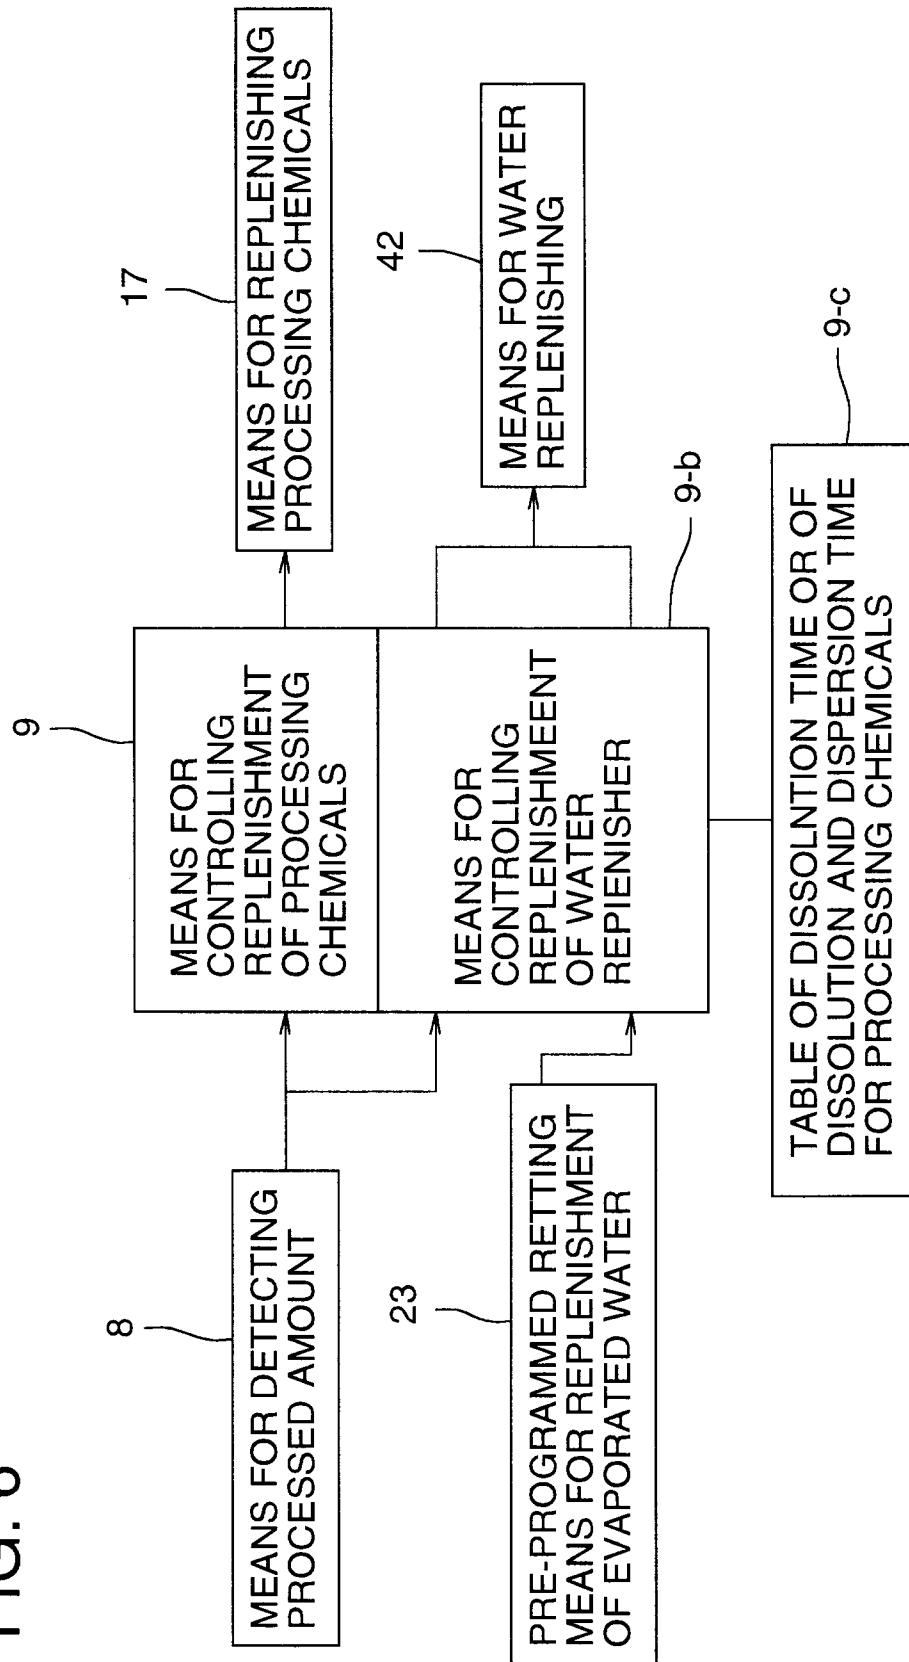 8
MEANS FOR DETECTING
PROCESSED AMOUNT
23
PRE-PROGRAMMED RETTING
MEANS FOR REPLENISHMENT
OF EVAPORATED WATER
9
MEANS FOR
CONTROLLING
REPLENISHMENT
OF PROCESSING
CHEMICALS
MEANS FOR
CONTROLLING
REPLENISHMEENT
OF WATER
REPIENISHER
9-b
17
MEANS FOR REPLENISHING
PROCESSING CHEMICALS
42
MEANS FOR WATER
REPLENISHING
9-c
TABLE OF DISSOLNTION TIME OR OF
DISSOLUTION AND DISPERSION TIME
FOR PROCESSING CHEMICALS